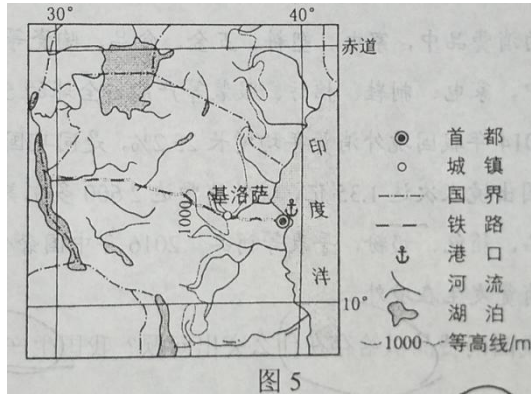 30° 40°
赤道
印
度
洋
基洛萨
1000
10°
首 都
城 镇
国 界
铁 路
港 口
河 流
湖 泊
1000 等高线/m
图 5